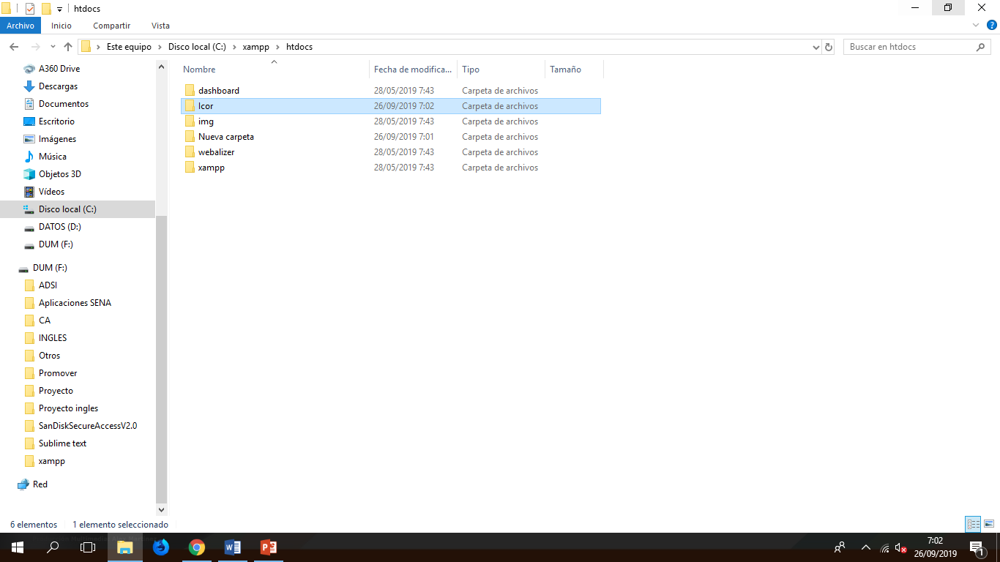 htdocs
Archivo Inicio Compartir Vista
Este equipo Disco local (C:) xampp htdocs
Buscar en htdocs
A360 Drive
Descargas
Documentos
Escritorio
Imágenes
Música
Objetos 3D
Vídeos
Disco local (C:)
DATOS (D:)
DUM (F:)
DUM (F:)
ADSI
Aplicaciones SENA
CA
INGLES
Otros
Promover
Proyecto
Proyecto ingles
SanDiskSecureAccessV2.0
Sublime text
xampp
Red
Nombre Fecha de modifica... Tipo Tamaño
dashboard 28/05/2019 7:43 Carpeta de archivos
Icor 26/09/2019 7:02 Carpeta de archivos
img 28/05/2019 7:43 Carpeta de archivos
Nueva carpeta 26/09/2019 7:01 Carpeta de archivos
webalizer 28/05/2019 7:43 Carpeta de archivos
xampp 28/05/2019 7:43 Carpeta de archivos
6 elementos 1 elemento seleccionado
7:02
26/09/2019
1